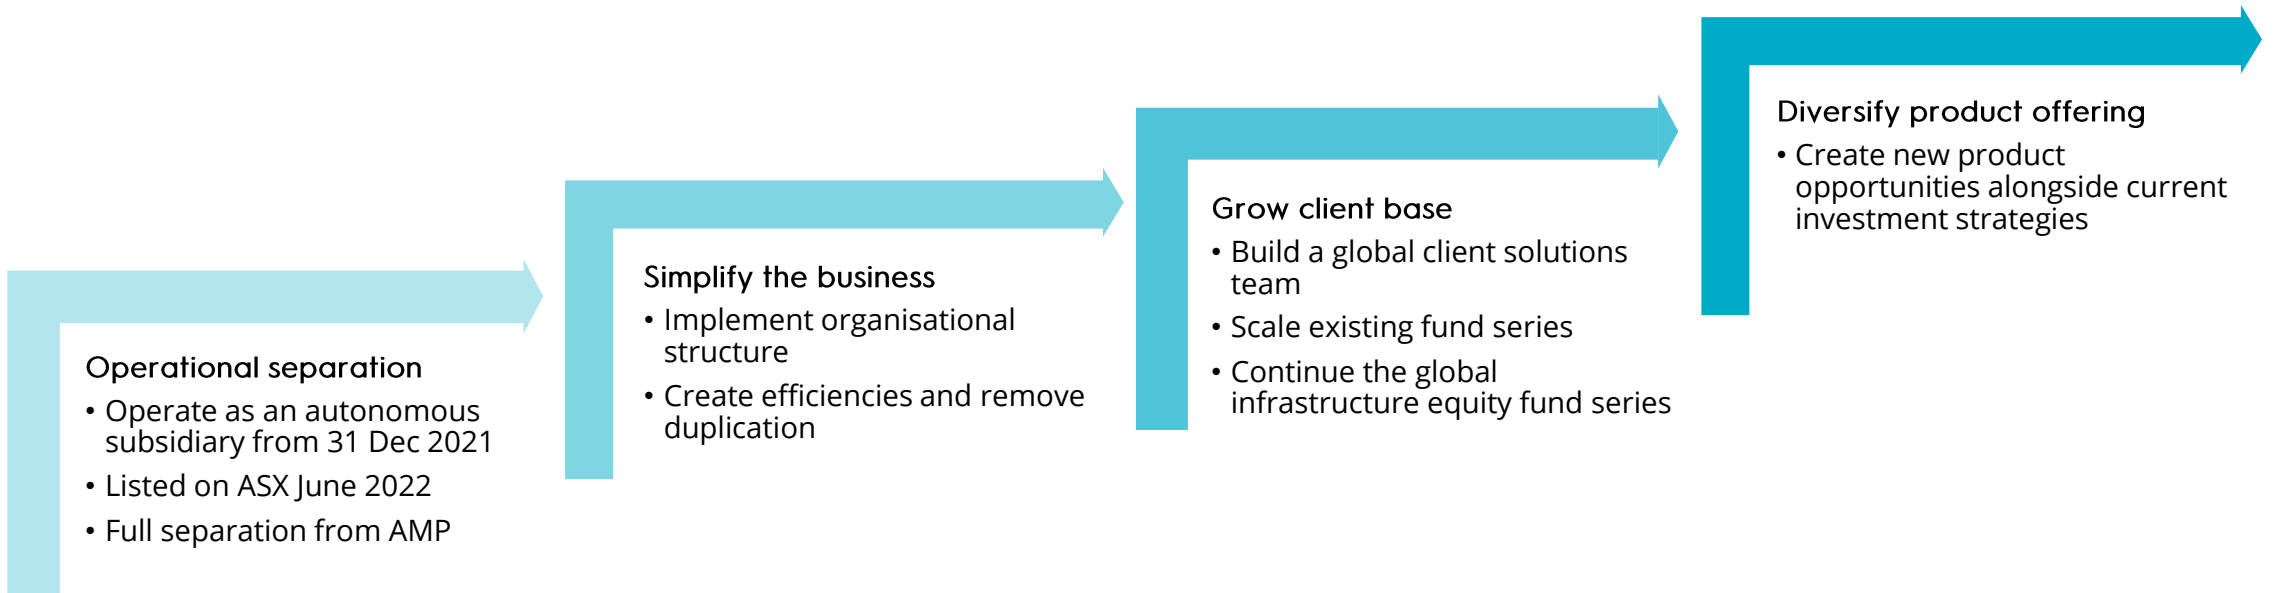 Operational separation
• Operate as an autonomous
subsidiary from 31 Dec 2021
• Listed on ASX June 2022
• Full separation from AMP
Simplify the business
• Implement organisational
structure
• Create efficiencies and remove
duplication
Grow client base
• Build a global client solutions
team
• Scale existing fund series
• Continue the global
infrastructure equity fund series
Diversify product offering
• Create new product
opportunities alongside current
investment strategies